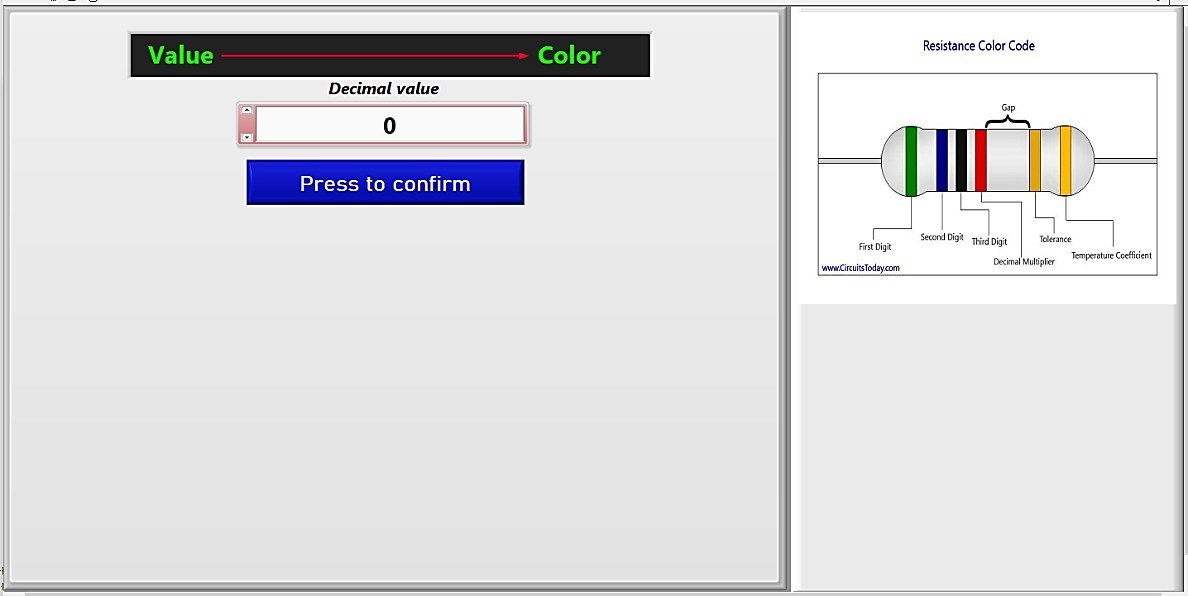 Value Color
Decimal value
0
Press to confirm
Resistance Color Code
Gap
First Digit
Second Digit
Third Digit
Decimal Multiplier
Tolerance
Temperature Coefficient
www.CircuitsToday.com